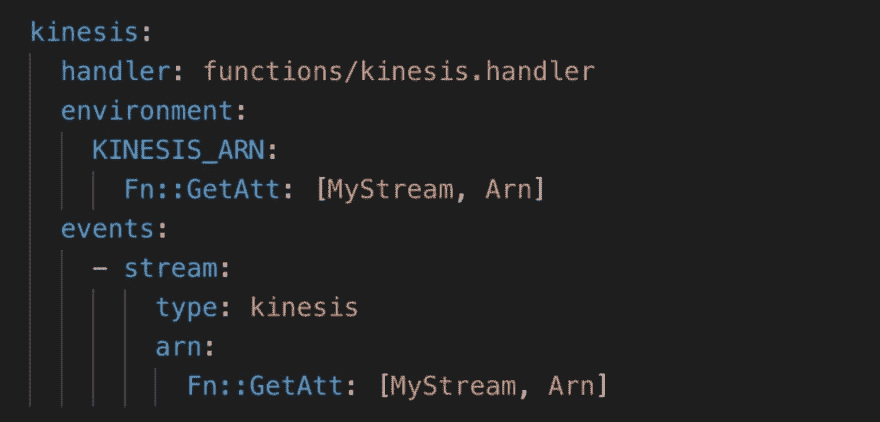 kinesis:
  handler: functions/kinesis.handler
  environment:
    KINESIS_ARN:
      Fn::GetAtt: [MyStream, Arn]
  events:
    - stream:
        type: kinesis
        arn:
          Fn::GetAtt: [MyStream, Arn]